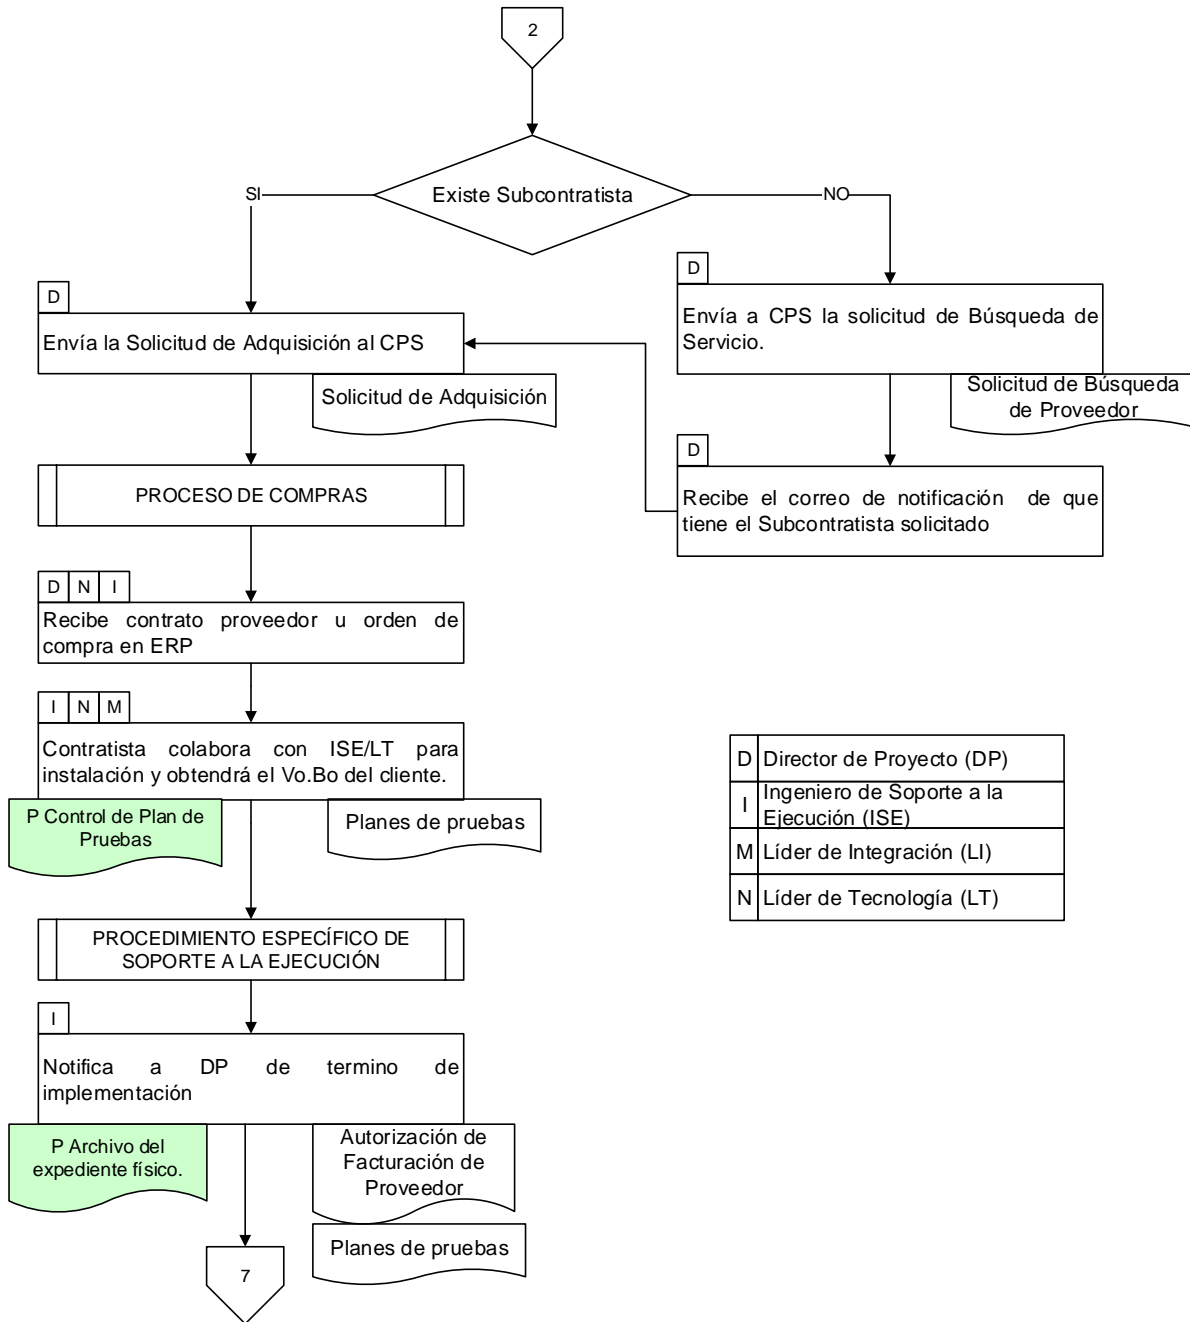 2
Existe Subcontratista
SI
NO
D
Envía la Solicitud de Adquisición al CPS
Solicitud de Adquisición
D
Envía a CPS la solicitud de Búsqueda de
Servicio.
Solicitud de Búsqueda
de Proveedor
D
Recibe el correo de notificación de que
tiene el Subcontratista solicitado
PROCESO DE COMPRAS
D N I
Recibe contrato proveedor u orden de
compra en ERP
I N M
Contratista colabora con ISE/LT para
instalación y obtendrá el Vo.Bo del cliente.
P Control de Plan de
Pruebas
Planes de pruebas
D Director de Proyecto (DP)
I Ingeniero de Soporte a la
Ejecución (ISE)
M Líder de Integración (LI)
N Líder de Tecnología (LT)
PROCEDIMIENTO ESPECÍFICO DE
SOPORTE A LA EJECUCIÓN
I
Notifica a DP de termino de
implementación
P Archivo del
expediente físico.
Autorización de
Facturación de
Proveedor
Planes de pruebas
7